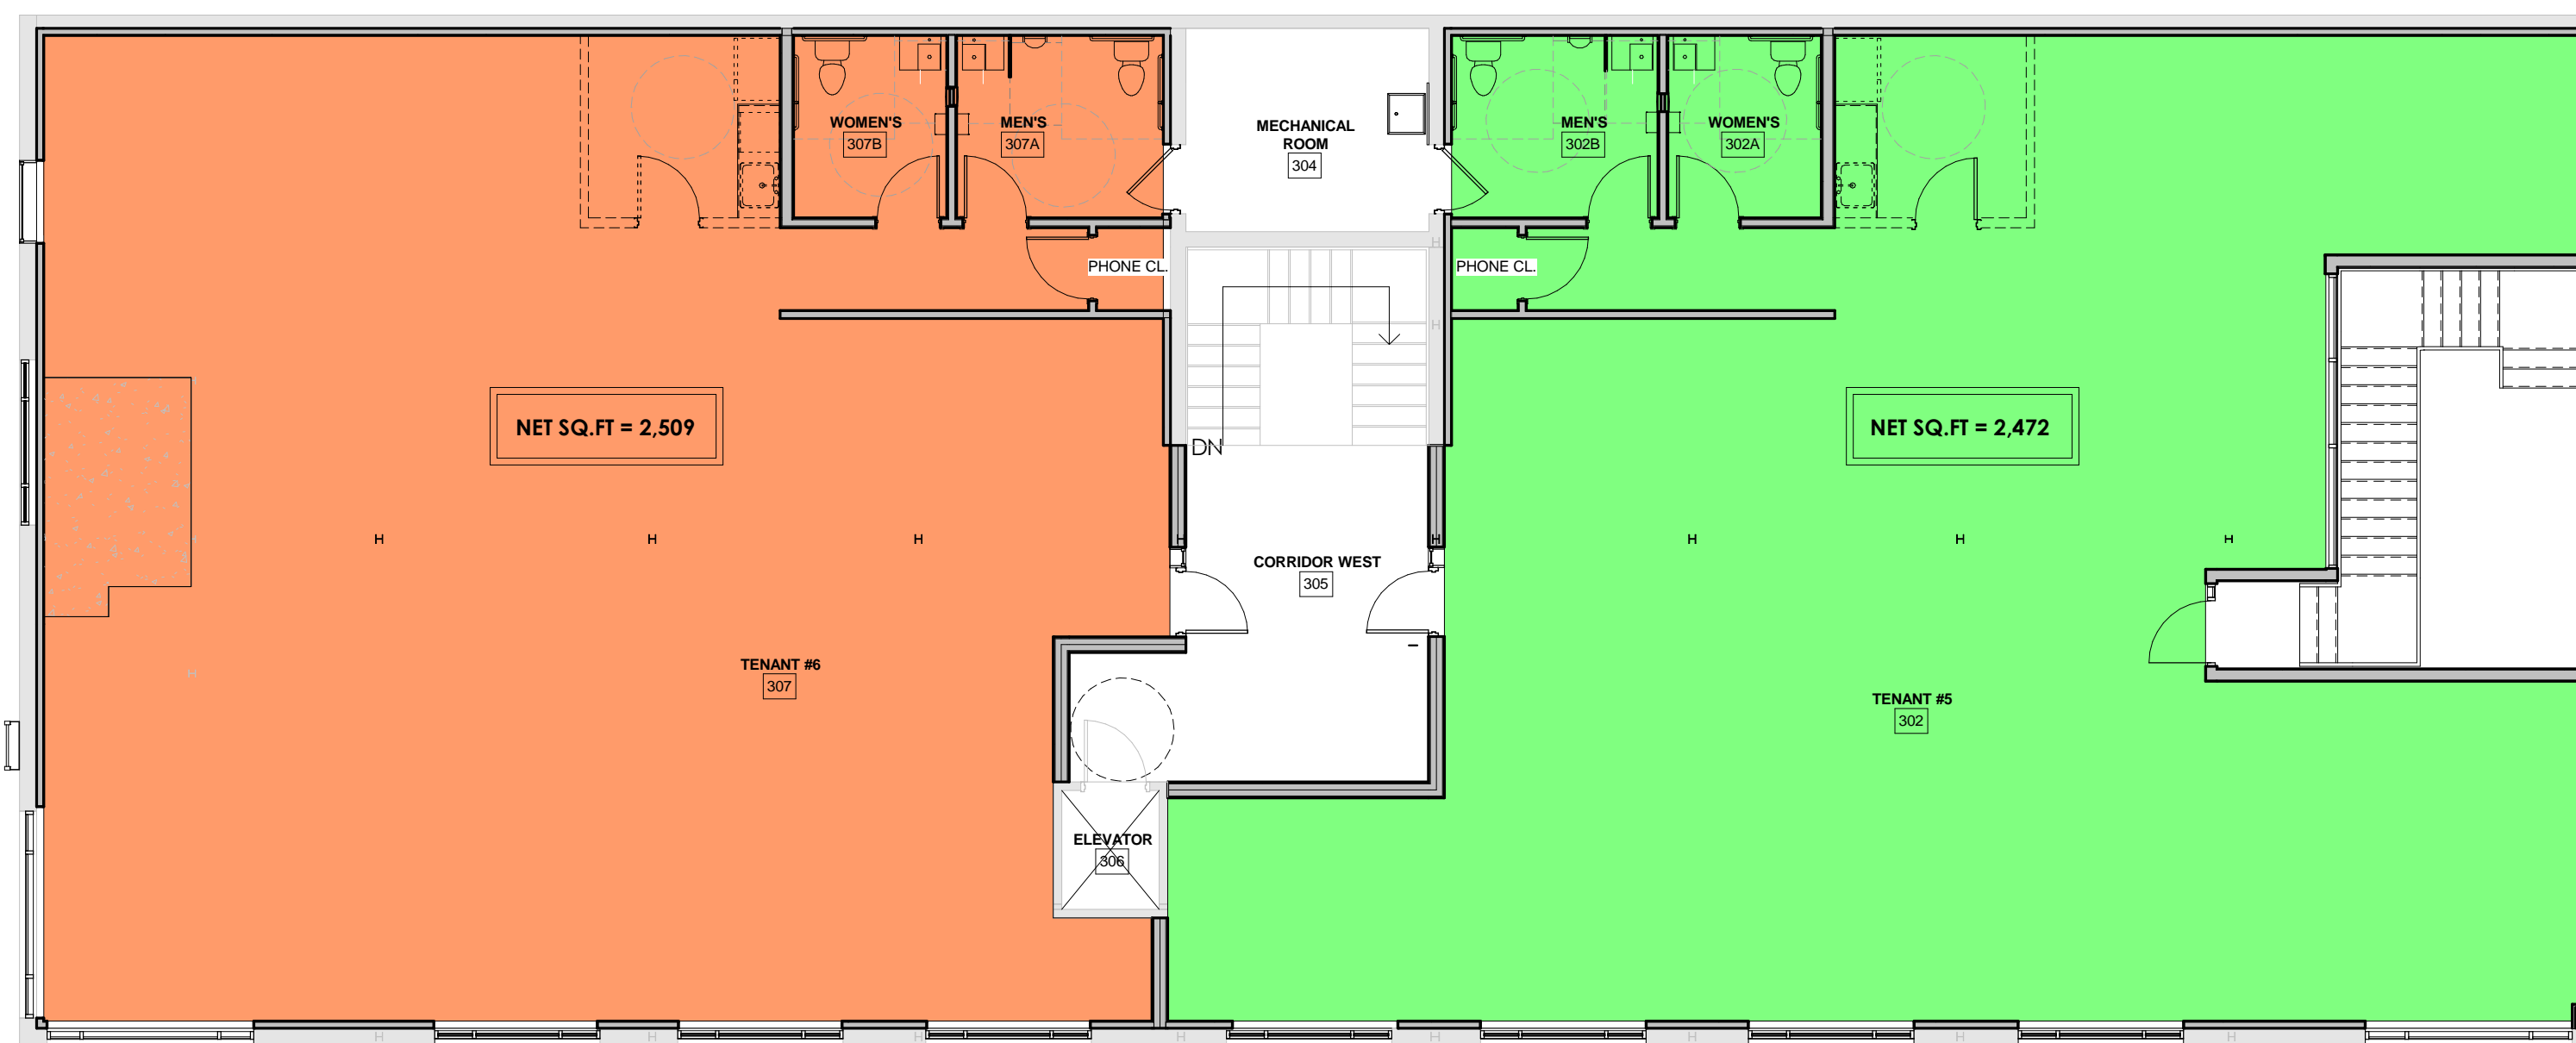 WOMEN'S
307B
MEN'S
307A
MECHANICAL
ROOM
304
MEN'S
302B
WOMEN'S
302A
PHONE CL.
PHONE CL.
NET SQ.FT = 2,509
NET SQ.FT = 2,472
DN
CORRIDOR WEST
305
TENANT #6
307
TENANT #5
302
ELEVATOR
306